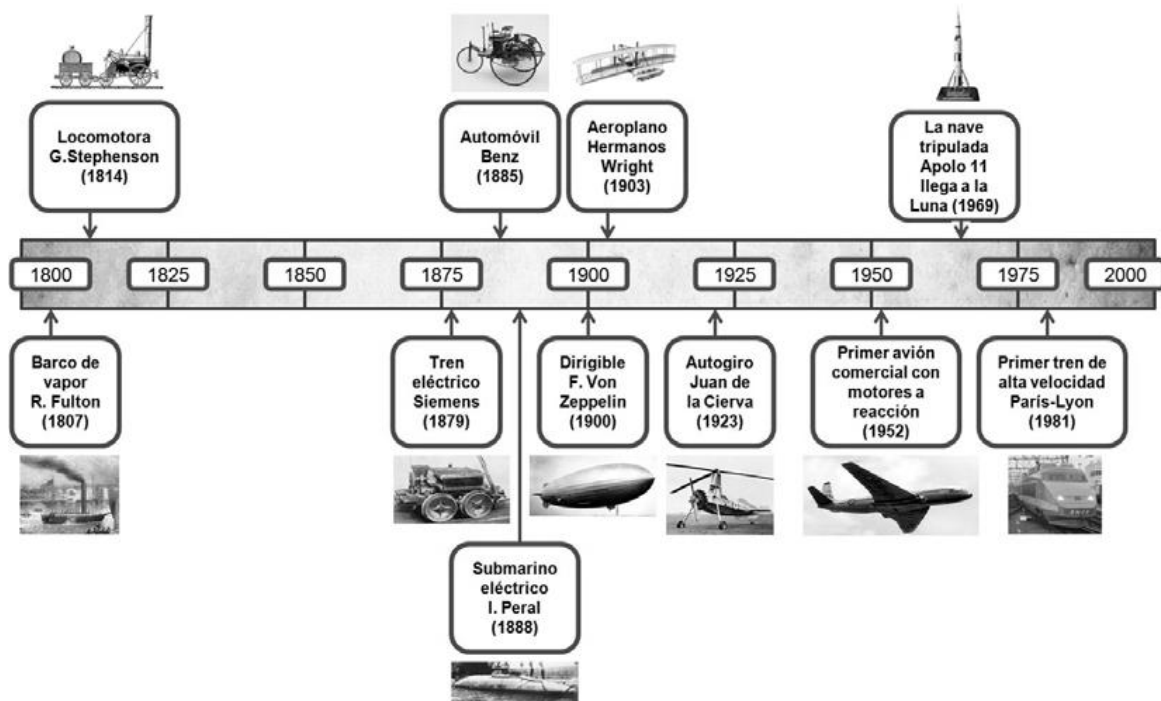 Locomotora
G.Stephenson
(1814)
Automóvil
Benz
(1885)
Aeroplano
Hermanos
Wright
(1903)
La nave
tripulada
Apolo 11
llega a la
Luna (1969)
1800
1825
1850
1875
1900
1925
1950
1975
2000
Barco de
vapor
R. Fulton
(1807)
Tren
eléctrico
Siemens
(1879)
Dirigible
F. Von
Zeppelin
(1900)
Autogiro
Juan de
la Cierva
(1923)
Primer avión
comercial con
motores a
reacción
(1952)
Primer tren de
alta velocidad
París-Lyon
(1981)
Submarino
eléctrico
I. Peral
(1888)